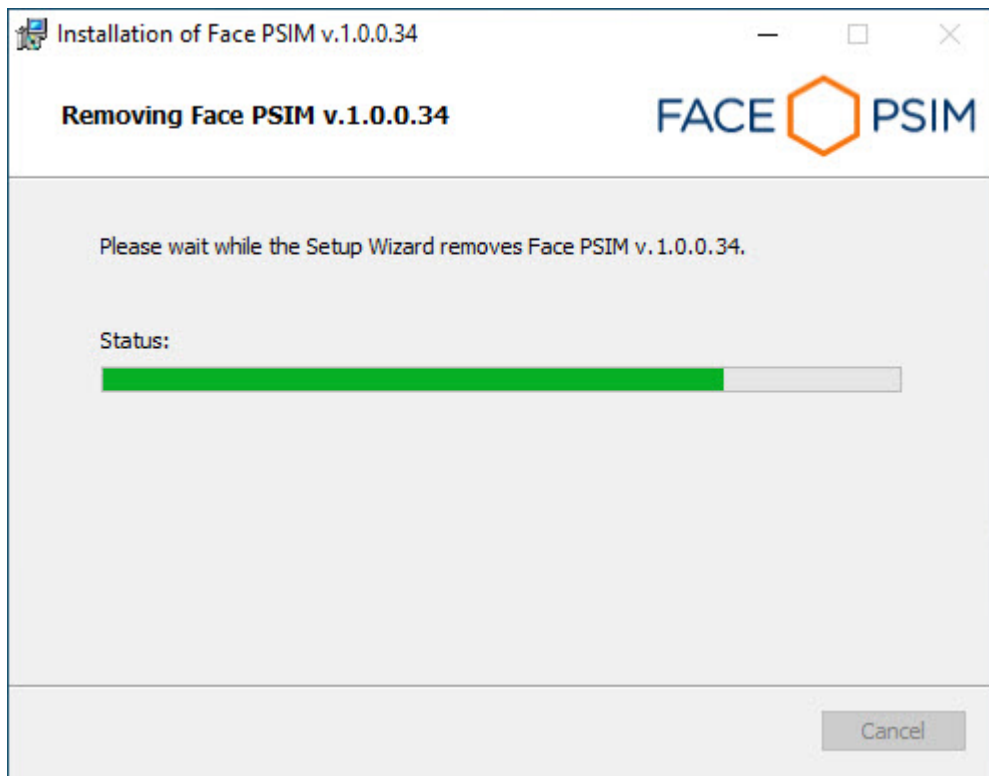 Installation of Face PSIM v.1.0.0.34
Removing Face PSIM v.1.0.0.34
FACE PSIM
Please wait while the Setup Wizard removes Face PSIM v.1.0.0.34.
Status:
Cancel